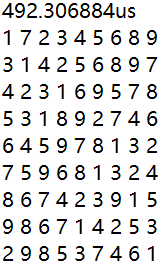 492.306884us
1 7 2 3 4 5 6 8 9
3 1 4 2 5 6 8 9 7
4 2 3 1 6 9 5 7 8
5 3 1 8 9 2 7 4 6
6 4 5 9 7 8 1 3 2
7 5 9 6 8 1 3 2 4
8 6 7 4 2 3 9 1 5
9 8 6 7 1 4 2 5 3
2 9 8 5 3 7 4 6 1